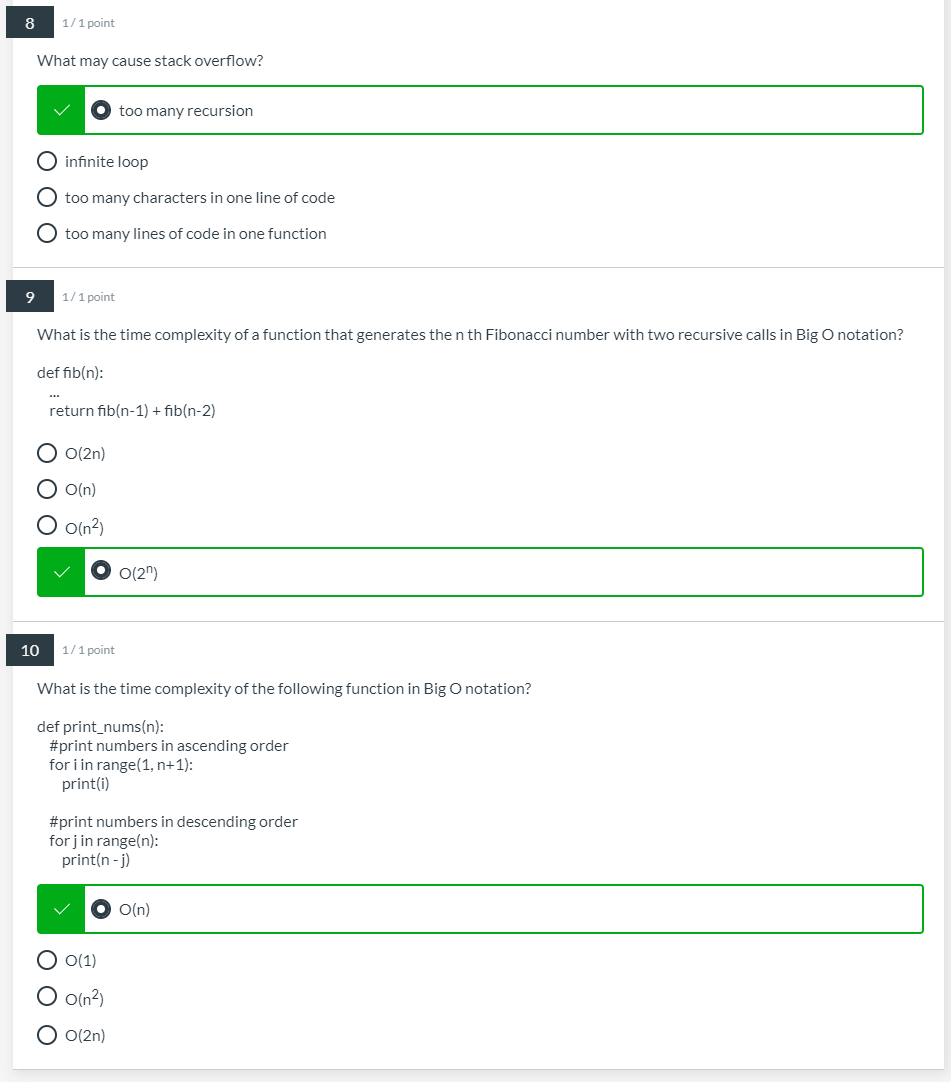 8
1 / 1 point
What may cause stack overflow?
too many recursion
infinite loop
too many characters in one line of code
too many lines of code in one function
9
1 / 1 point
What is the time complexity of a function that generates the n th Fibonacci number with two recursive calls in Big O notation?
def fib(n):
...
return fib(n-1) + fib(n-2)
O(2n)
O(n)
O(n²)
O(2ⁿ)
10
1 / 1 point
What is the time complexity of the following function in Big O notation?
def print_nums(n):
#print numbers in ascending order
for i in range(1, n+1):
print(i)
#print numbers in descending order
for j in range(n):
print(n - j)
O(n)
O(1)
O(n²)
O(2n)